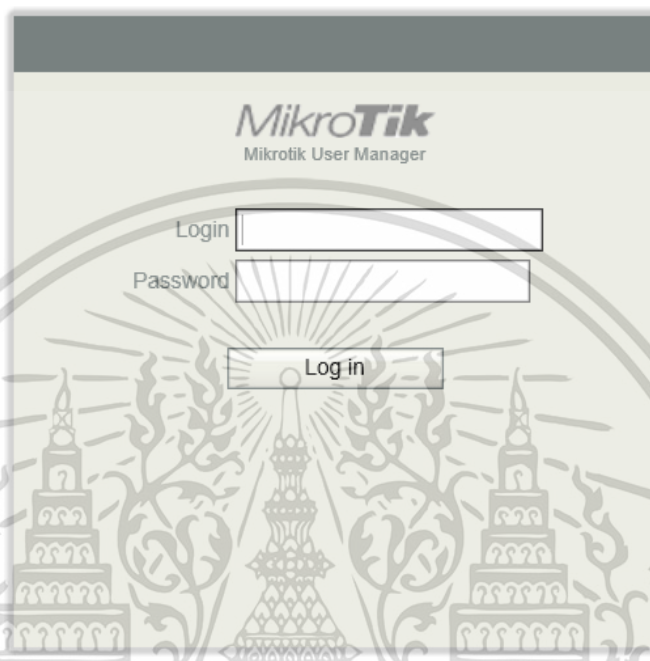 MikroTik
Mikrotik User Manager
Login
Password
Log in